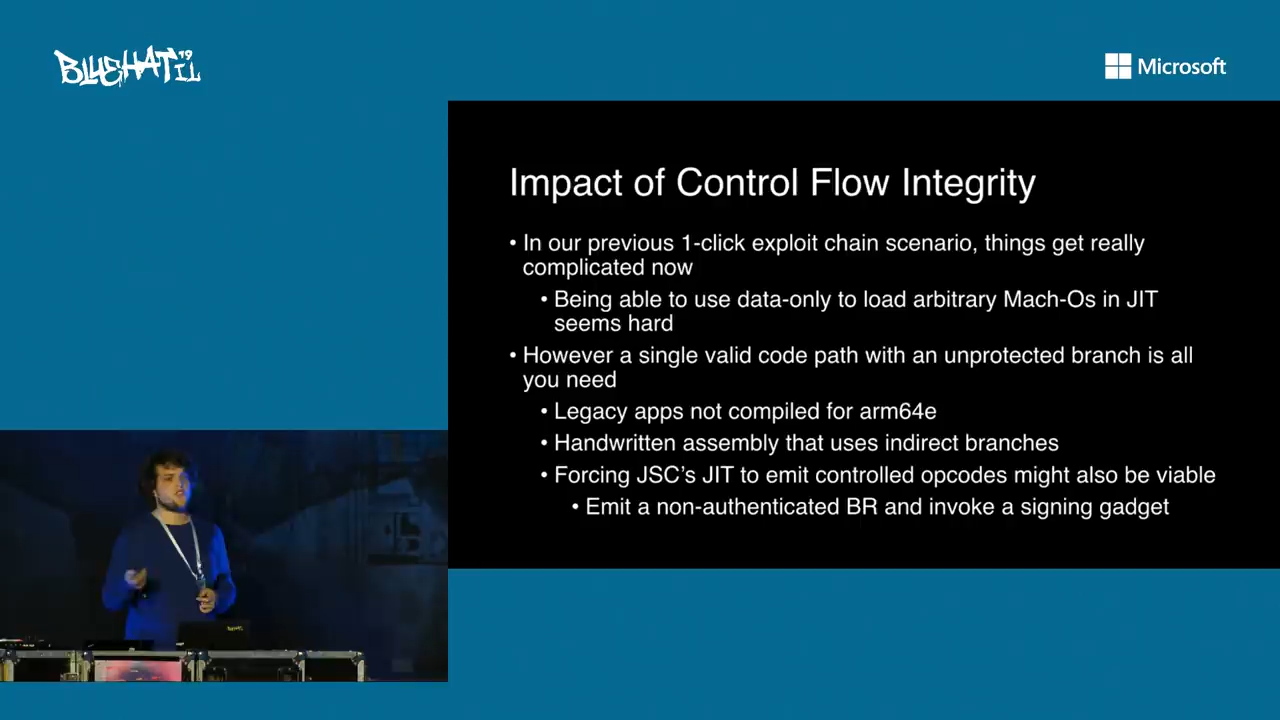 BLUEHAT IL 19
Microsoft
Impact of Control Flow Integrity
• In our previous 1-click exploit chain scenario, things get really
complicated now
• Being able to use data-only to load arbitrary Mach-Os in JIT
seems hard
• However a single valid code path with an unprotected branch is all
you need
• Legacy apps not compiled for arm64e
• Handwritten assembly that uses indirect branches
• Forcing JSC’s JIT to emit controlled opcodes might also be viable
• Emit a non-authenticated BR and invoke a signing gadget